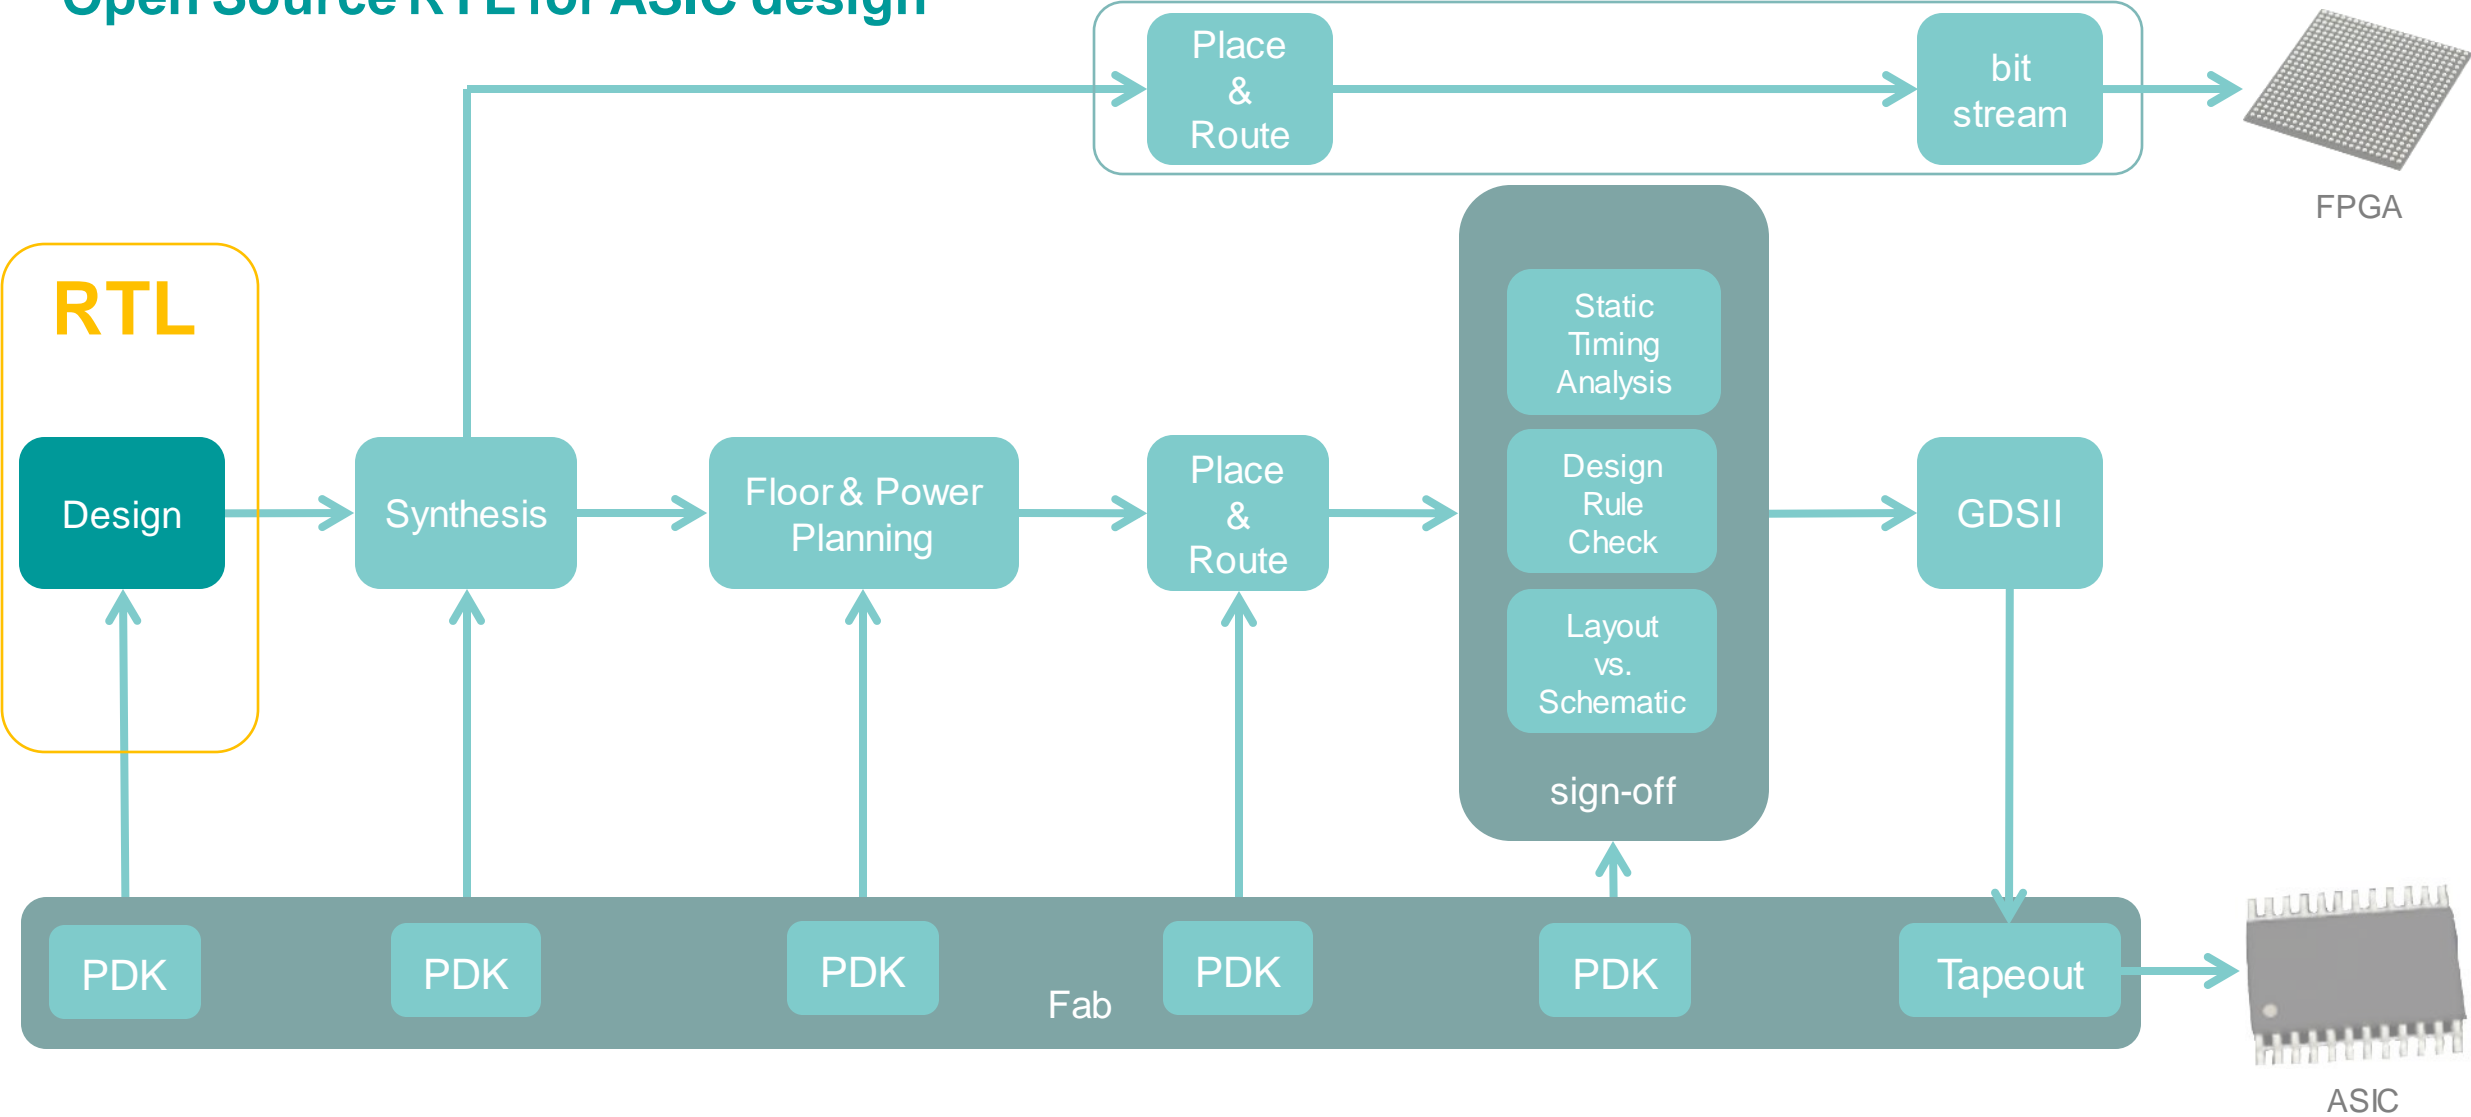 Open Source RTL for ASIC design
Place
&
Route
bit
stream
FPGA
RTL
Static
Timing
Analysis
Design
Synthesis
Floor & Power
Planning
Place
&
Route
Design
Rule
Check
GDSII
Layout
vs.
Schematic
sign-off
PDK
PDK
PDK
PDK
PDK
Tapeout
Fab
ASIC